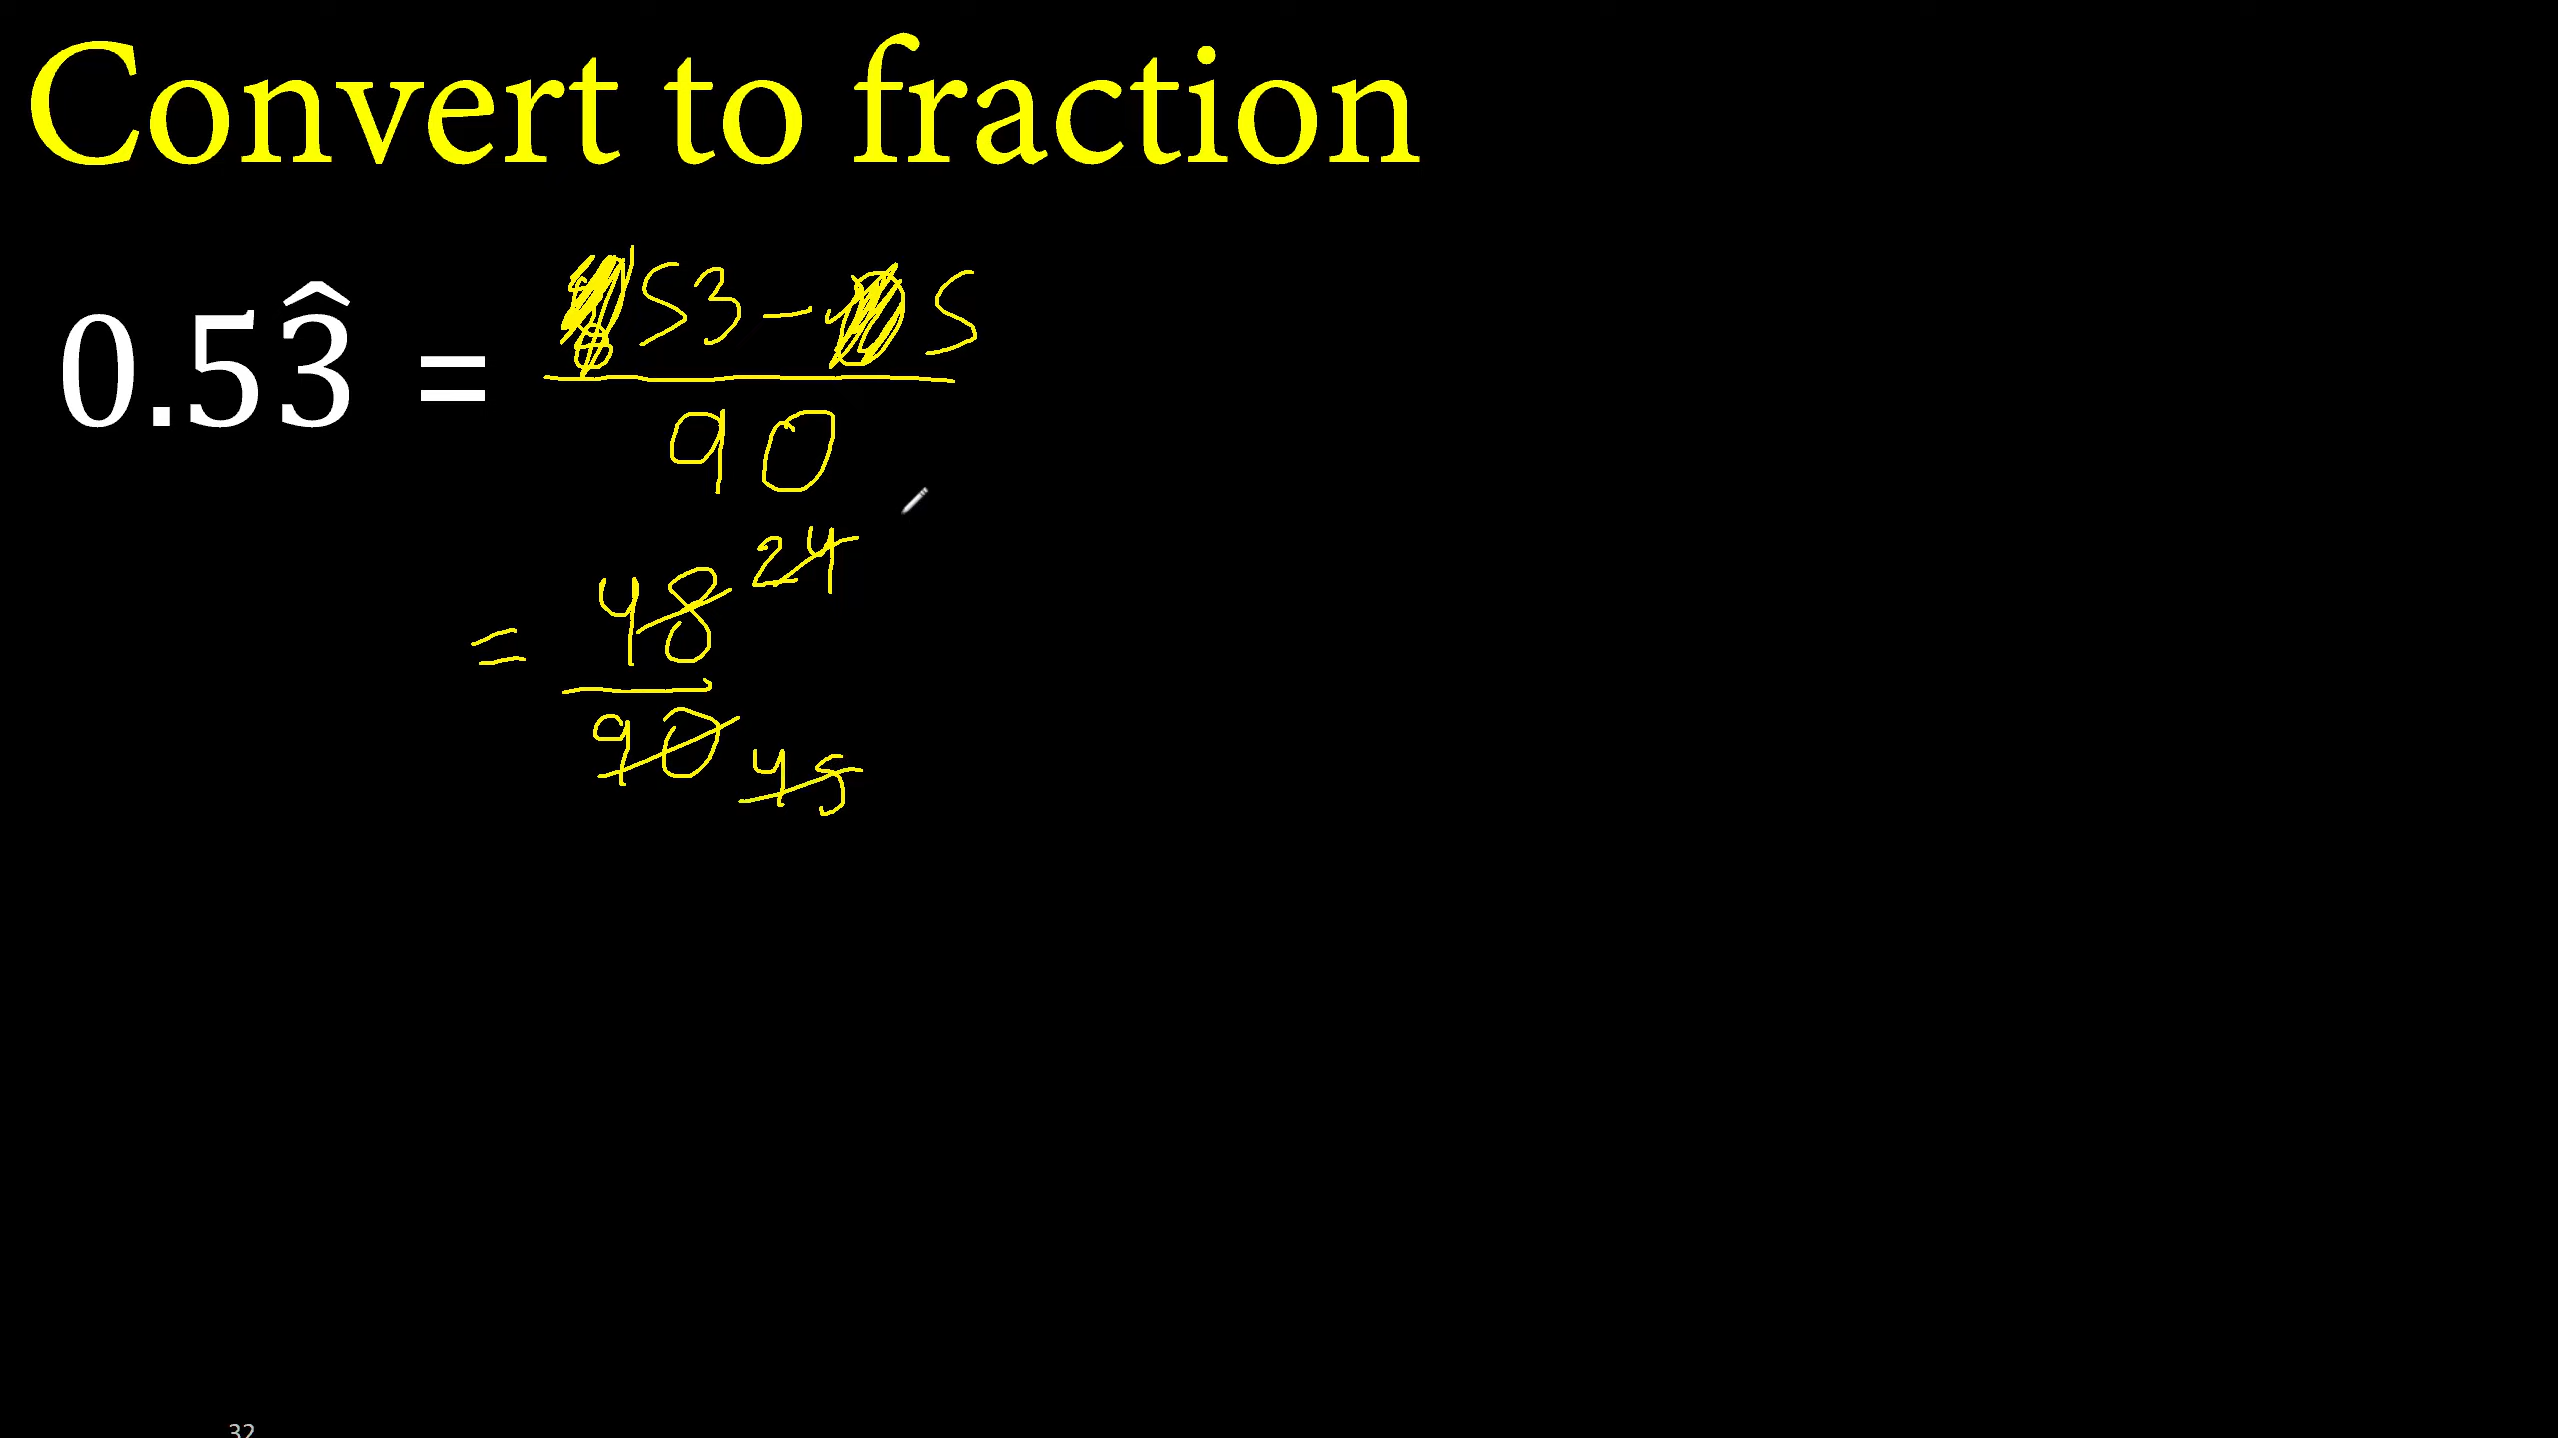 Convert to fraction
0.53̂ = 53 - 5
90
= 48 24
90 45
32